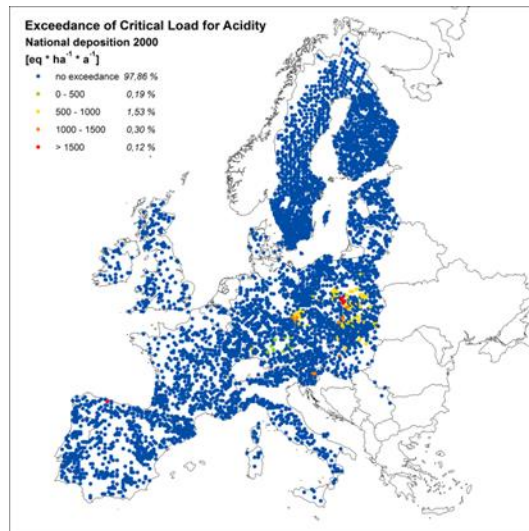 Exceedance of Critical Load for Acidity
National deposition 2000
[eq * ha⁻¹ * a⁻¹]
no exceedance 97,86 %
0 - 500 0,19 %
500 - 1000 1,53 %
1000 - 1500 0,30 %
> 1500 0,12 %